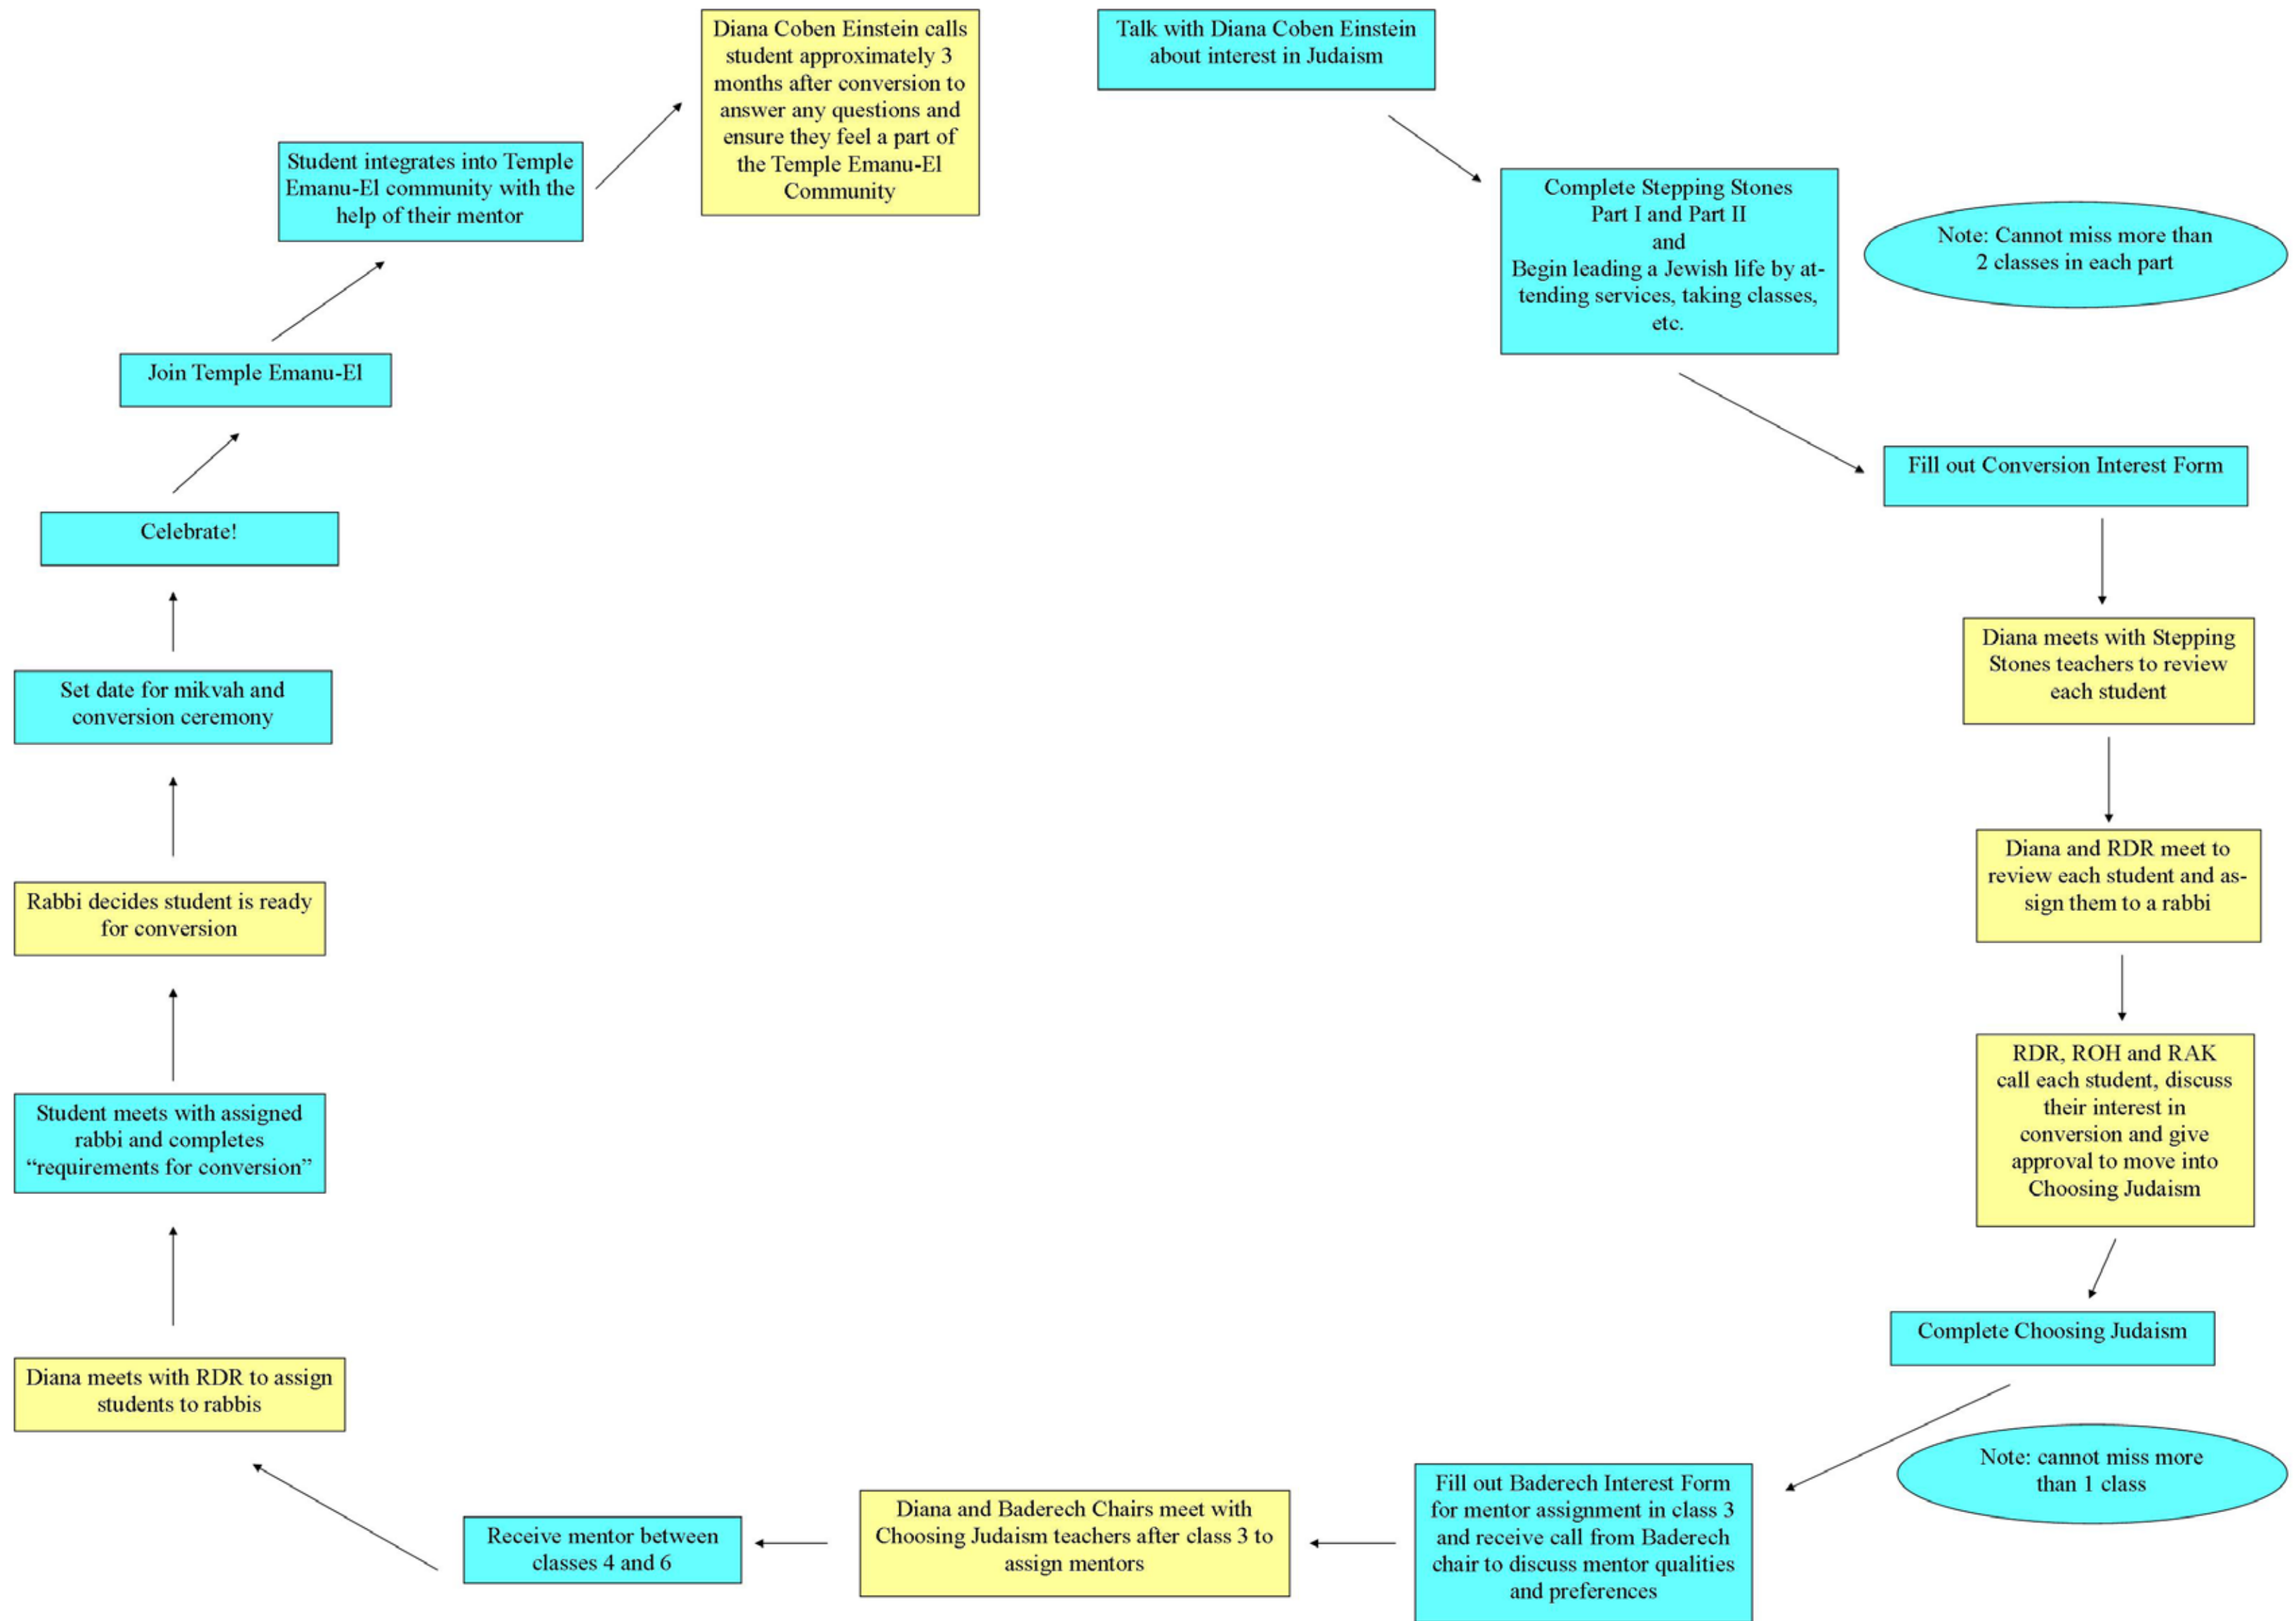 Talk with Diana Coben Einstein
about interest in Judaism
Complete Stepping Stones
Part I and Part II
and
Begin leading a Jewish life by at-
tending services, taking classes,
etc.
Note: Cannot miss more than
2 classes in each part
Fill out Conversion Interest Form
Diana meets with Stepping
Stones teachers to review
each student
Diana and RDR meet to
review each student and as-
sign them to a rabbi
RDR, ROH and RAK
call each student, discuss
their interest in
conversion and give
approval to move into
Choosing Judaism
Complete Choosing Judaism
Note: cannot miss more
than 1 class
Fill out Baderech Interest Form
for mentor assignment in class 3
and receive call from Baderech
chair to discuss mentor qualities
and preferences
Diana and Baderech Chairs meet with
Choosing Judaism teachers after class 3 to
assign mentors
Receive mentor between
classes 4 and 6
Diana meets with RDR to assign
students to rabbis
Student meets with assigned
rabbi and completes
“requirements for conversion”
Rabbi decides student is ready
for conversion
Set date for mikvah and
conversion ceremony
Celebrate!
Join Temple Emanu-El
Student integrates into Temple
Emanu-El community with the
help of their mentor
Diana Coben Einstein calls
student approximately 3
months after conversion to
answer any questions and
ensure they feel a part of
the Temple Emanu-El
Community